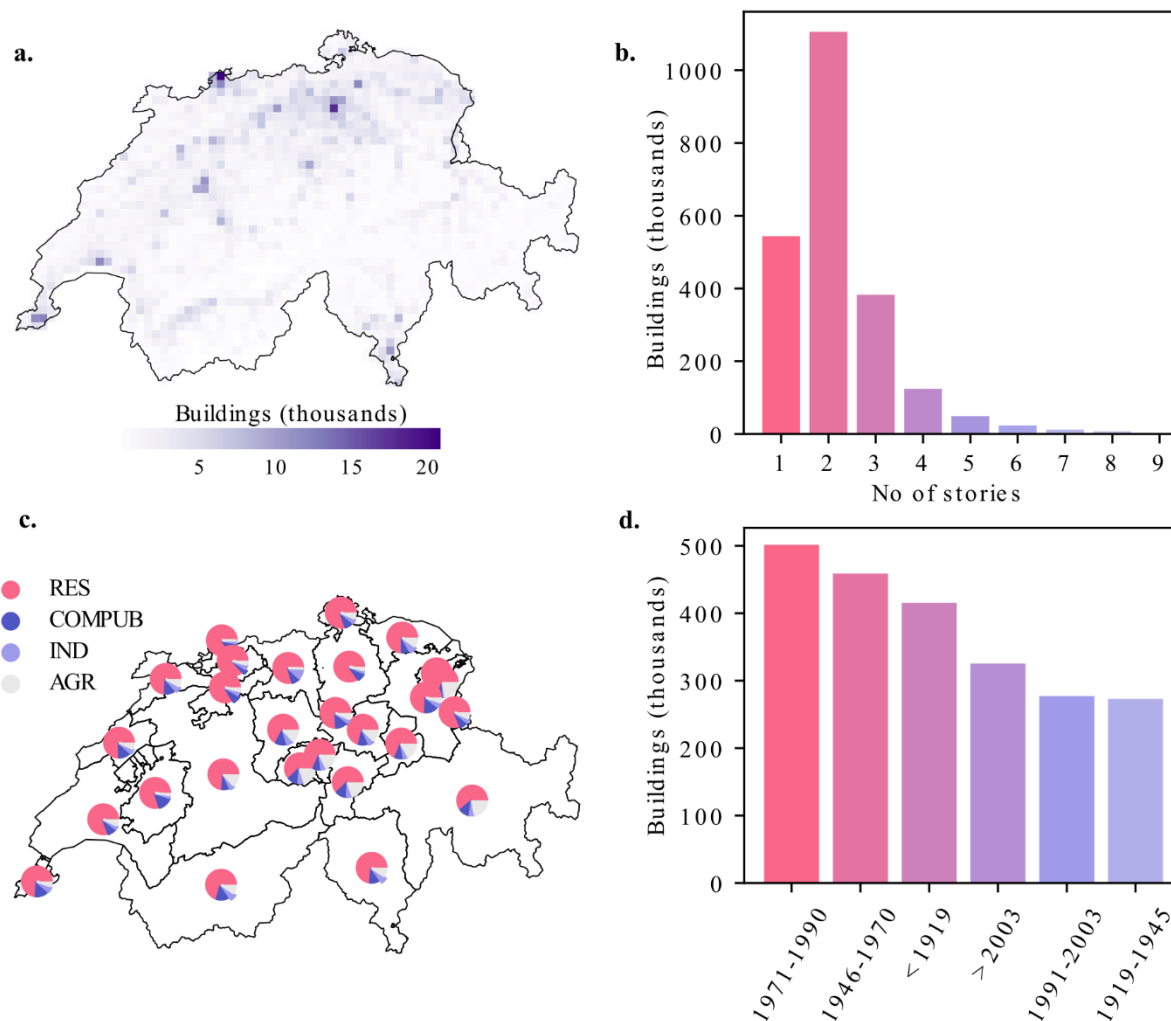 a.
Buildings (thousands)
5 10 15 20
b.
Buildings (thousands)
1000
800
600
400
200
0
1 2 3 4 5 6 7 8 9
No of stories
c.
RES
COMPUB
IND
AGR
d.
Buildings (thousands)
500
400
300
200
100
0
1971-1990
1946-1970
<1919
>2003
1991-2003
1919-1945